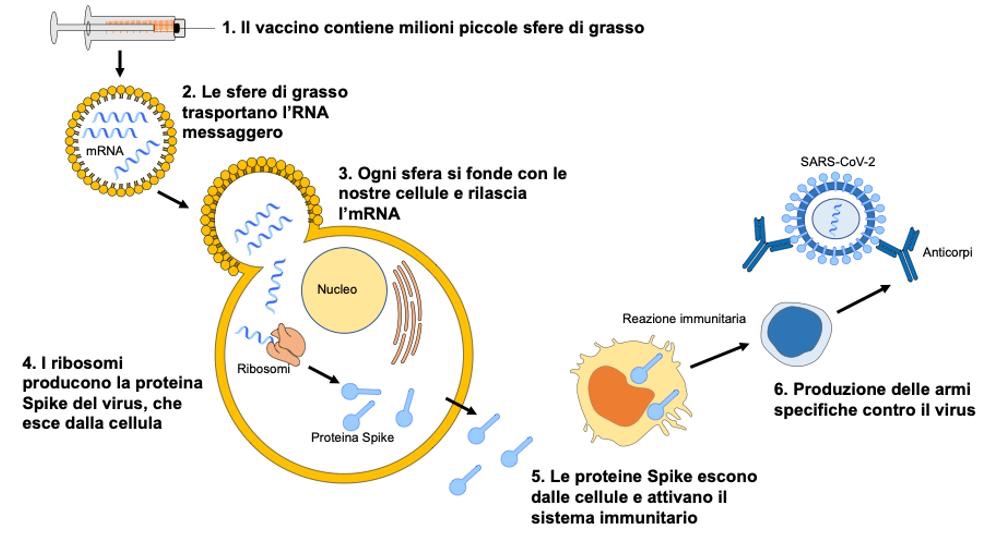 1. Il vaccino contiene milioni piccole sfere di grasso
2. Le sfere di grasso
trasportano l'RNA
messaggero
mRNA
3. Ogni sfera si fonde con le
nostre cellule e rilascia
l'mRNA
Nucleo
Ribosomi
4. I ribosomi
producono la proteina
Spike del virus, che
esce dalla cellula
Proteina Spike
5. Le proteine Spike escono
dalle cellule e attivano il
sistema immunitario
Reazione immunitaria
6. Produzione delle armi
specifiche contro il virus
SARS-CoV-2
Anticorpi